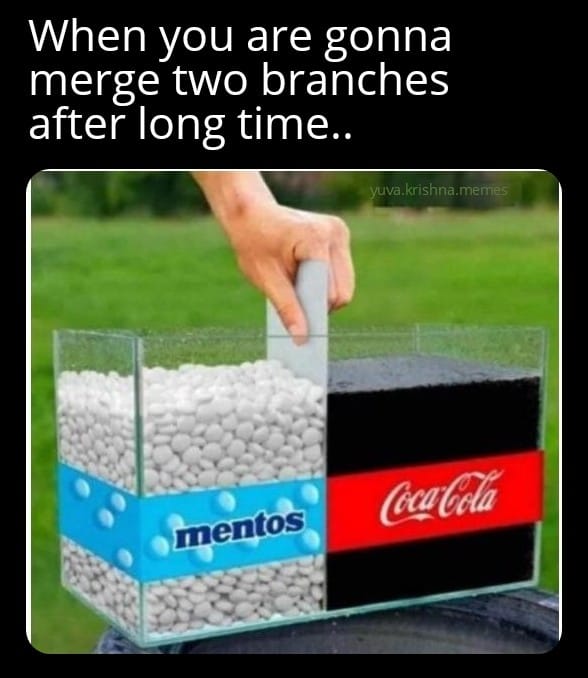 When you are gonna
merge two branches
after long time..
yuva.krishna.memes
mentos
Coca-Cola